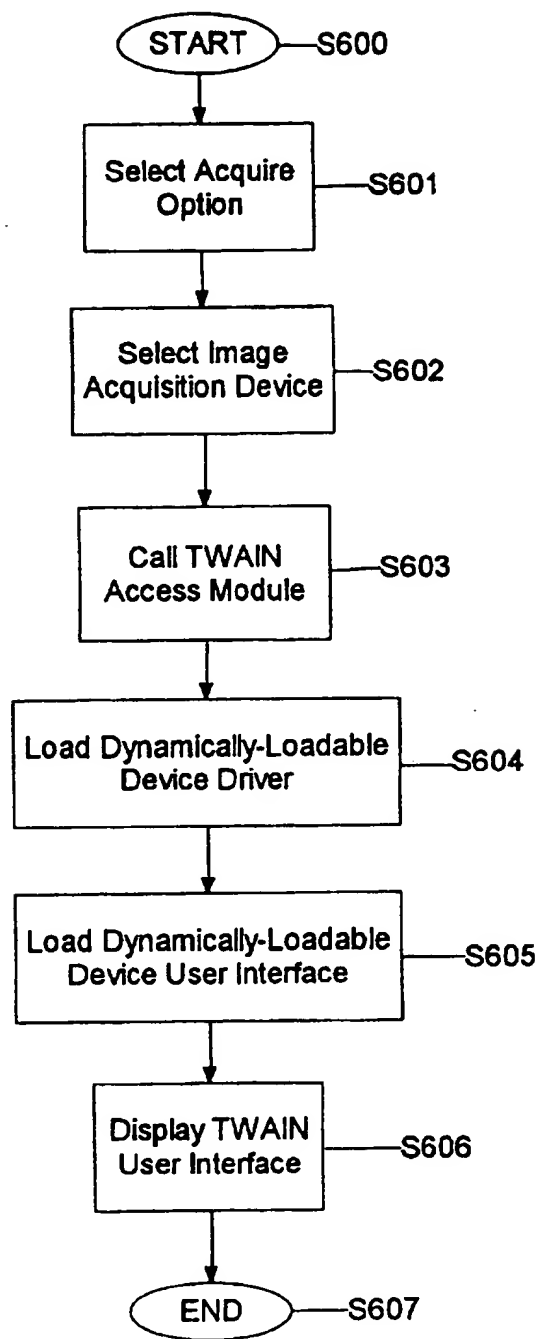 START
S600
Select Acquire
Option
S601
Select Image
Acquisition Device
S602
Call TWAIN
Access Module
S603
Load Dynamically-Loadable
Device Driver
S604
Load Dynamically-Loadable
Device User Interface
S605
Display TWAIN
User Interface
S606
END
S607